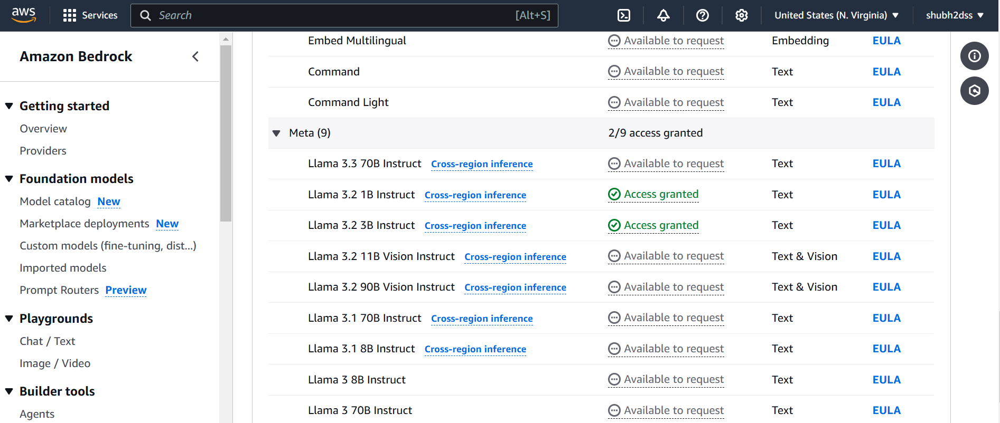 aws Services Search [Alt+S] United States (N. Virginia) shubh2dss
Amazon Bedrock
Getting started
Overview
Providers
Foundation models
Model catalog New
Marketplace deployments New
Custom models (fine-tuning, dist...)
Imported models
Prompt Routers Preview
Playgrounds
Chat / Text
Image / Video
Builder tools
Agents
Embed Multilingual Available to request Embedding EULA
Command Available to request Text EULA
Command Light Available to request Text EULA
Meta (9) 2/9 access granted
Llama 3.3 70B Instruct Cross-region inference Available to request Text EULA
Llama 3.2 1B Instruct Cross-region inference Access granted Text EULA
Llama 3.2 3B Instruct Cross-region inference Access granted Text EULA
Llama 3.2 11B Vision Instruct Cross-region inference Available to request Text & Vision EULA
Llama 3.2 90B Vision Instruct Cross-region inference Available to request Text & Vision EULA
Llama 3.1 70B Instruct Cross-region inference Available to request Text EULA
Llama 3.1 8B Instruct Cross-region inference Available to request Text EULA
Llama 3 8B Instruct Available to request Text EULA
Llama 3 70B Instruct Available to request Text EULA